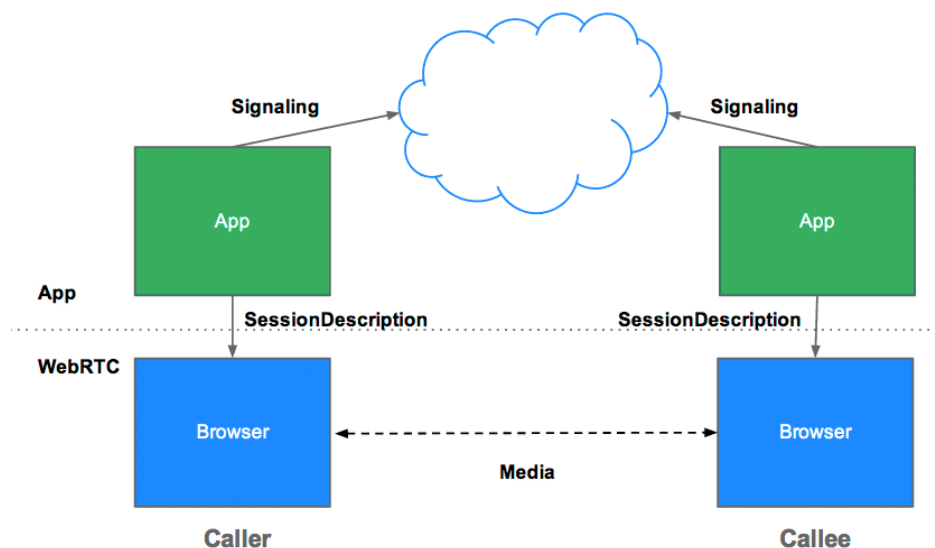 Signaling
Signaling
App
App
App
SessionDescription
SessionDescription
WebRTC
Browser
Browser
Media
Caller
Callee